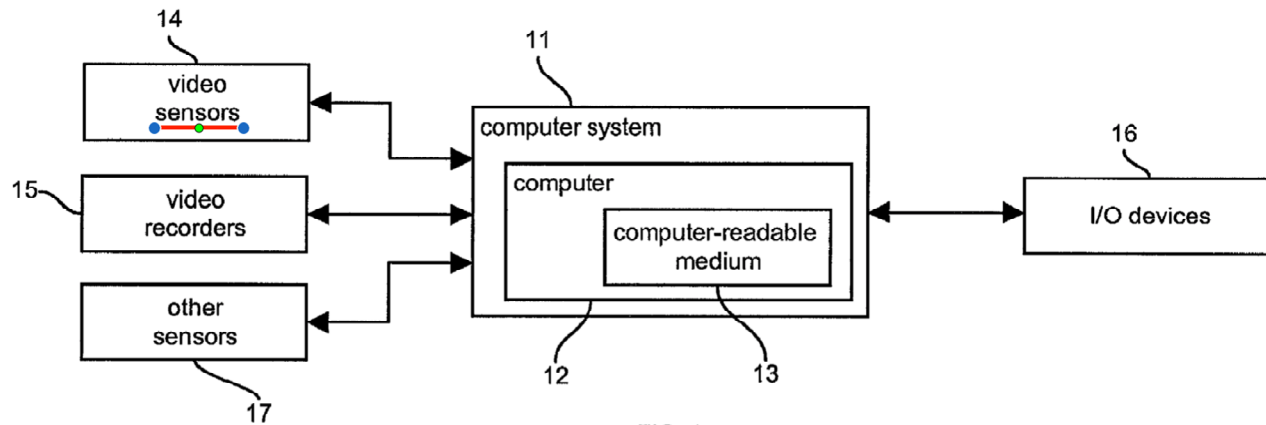 14
video
sensors
15
video
recorders
other
sensors
17
11
computer system
computer
computer-readable
medium
12
13
16
I/O devices